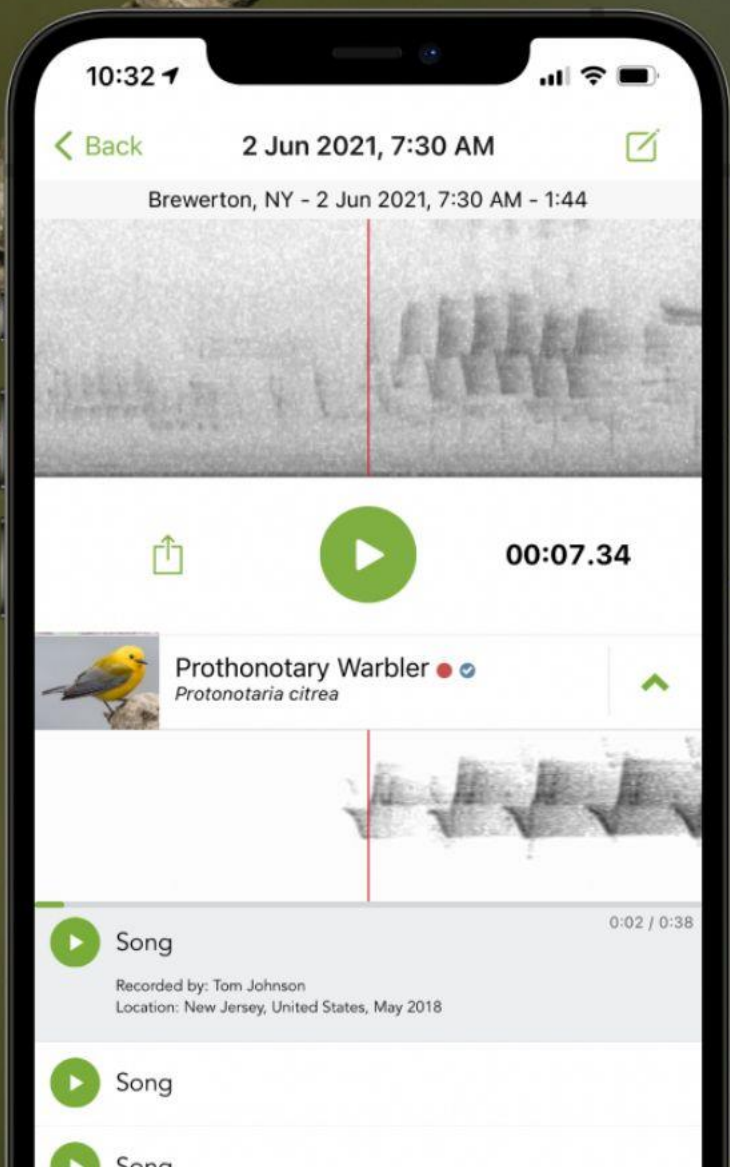 10:32
Back
2 Jun 2021, 7:30 AM
Brewerton, NY - 2 Jun 2021, 7:30 AM - 1:44
00:07.34
Prothonotary Warbler
Protonotaria citrea
0:02 / 0:38
Song
Recorded by: Tom Johnson
Location: New Jersey, United States, May 2018
Song
Song